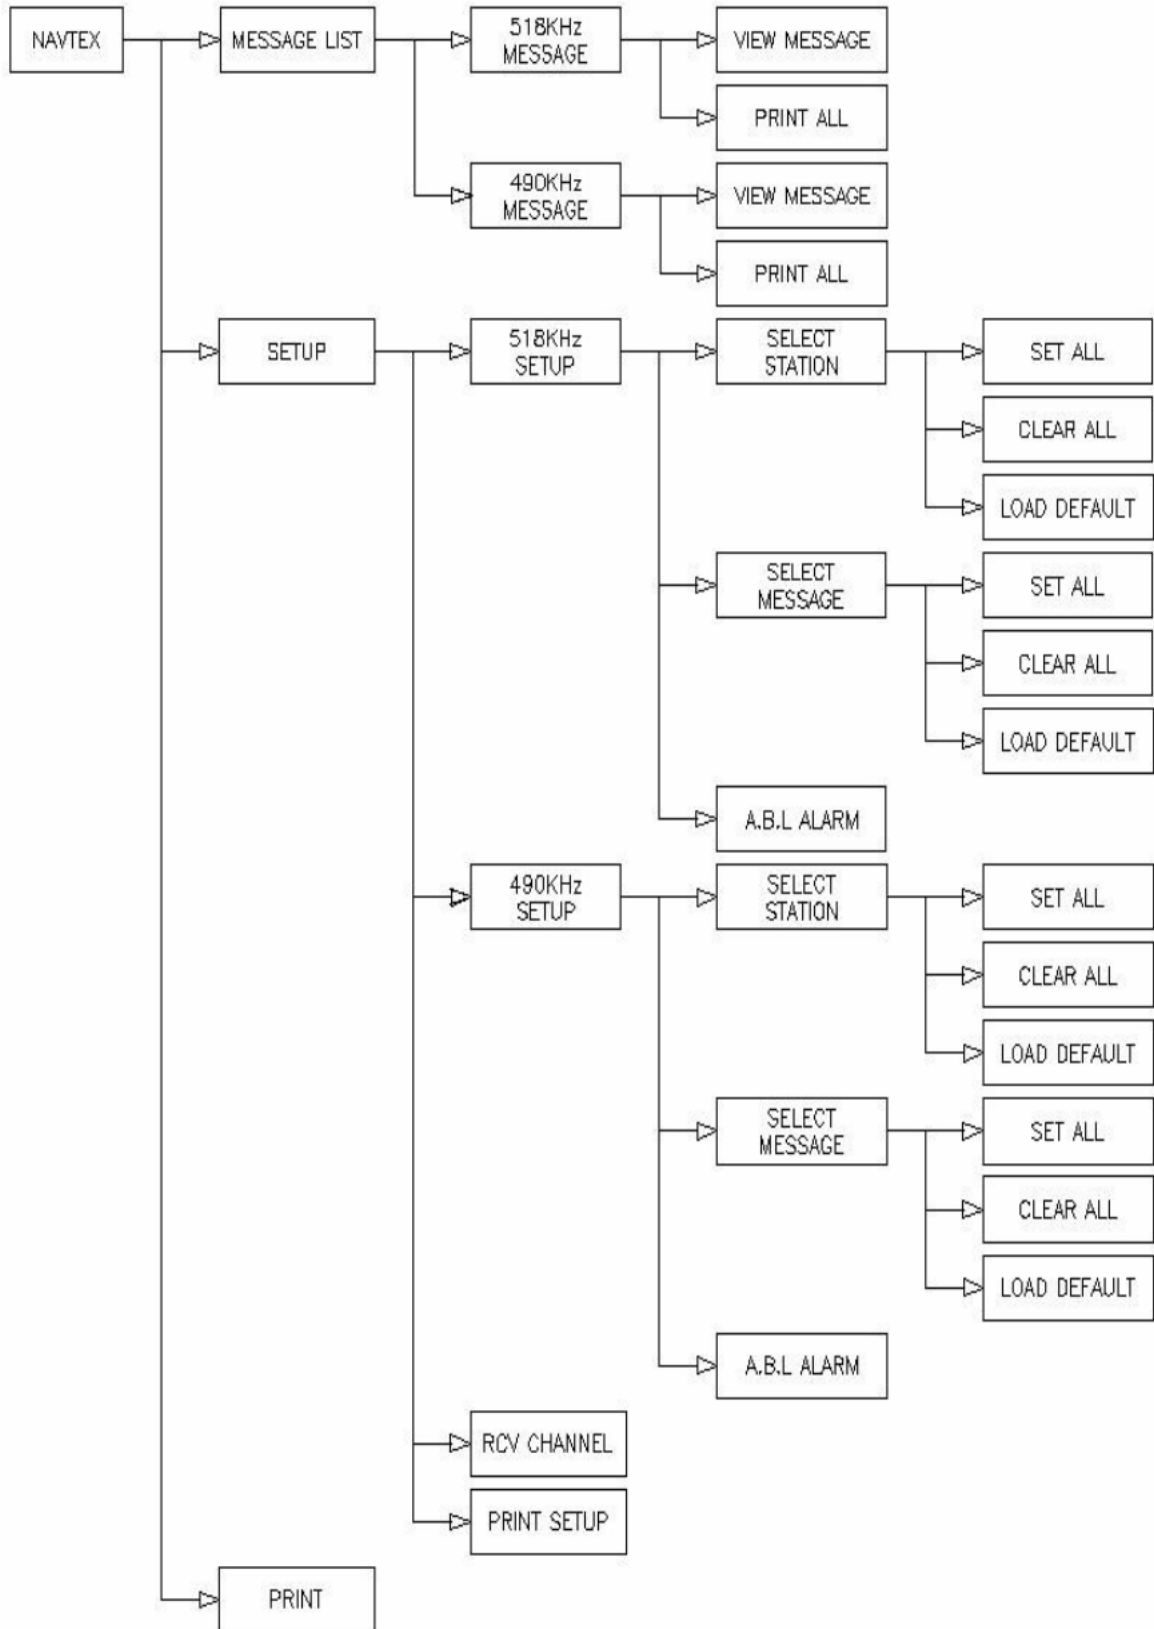 NAVTEX
MESSAGE LIST
518KHz
MESSAGE
VIEW MESSAGE
PRINT ALL
490KHz
MESSAGE
VIEW MESSAGE
PRINT ALL
SETUP
518KHz
SETUP
SELECT
STATION
SET ALL
CLEAR ALL
LOAD DEFAULT
SELECT
MESSAGE
SET ALL
CLEAR ALL
LOAD DEFAULT
A.B.L ALARM
490KHz
SETUP
SELECT
STATION
SET ALL
CLEAR ALL
LOAD DEFAULT
SELECT
MESSAGE
SET ALL
CLEAR ALL
LOAD DEFAULT
A.B.L ALARM
RCV CHANNEL
PRINT SETUP
PRINT